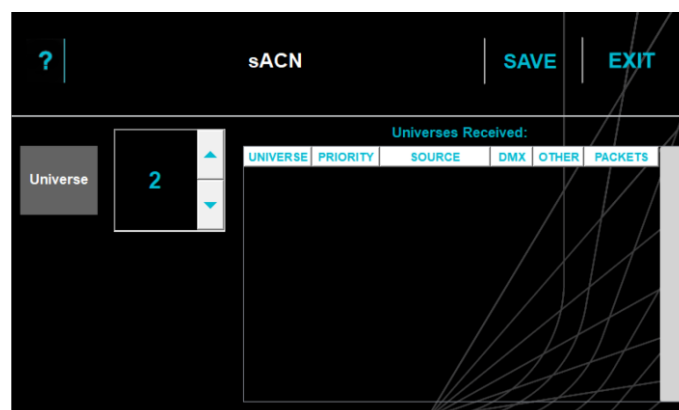 ?
sACN
SAVE
EXIT
Universes Received:
Universe
2
UNIVERSE PRIORITY SOURCE DMX OTHER PACKETS